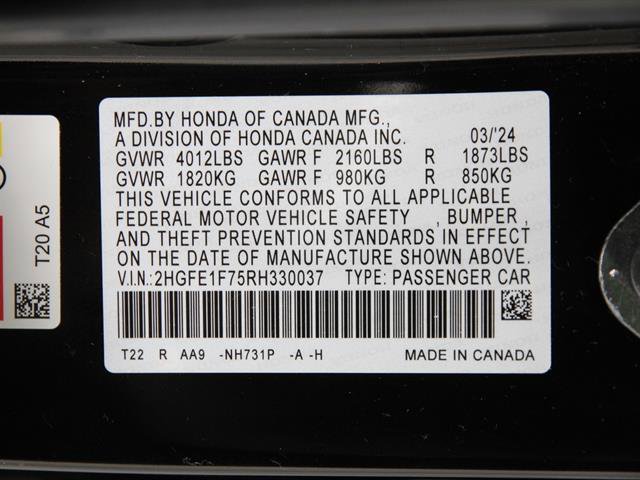 MFD.BY HONDA OF CANADA MFG.,
A DIVISION OF HONDA CANADA INC. 03/'24
GVWR 4012LBS GAWR F 2160LBS R 1873LBS
GVWR 1820KG GAWR F 980KG R 850KG
THIS VEHICLE CONFORMS TO ALL APPLICABLE
FEDERAL MOTOR VEHICLE SAFETY , BUMPER ,
AND THEFT PREVENTION STANDARDS IN EFFECT
ON THE DATE OF MANUFACTURE SHOWN ABOVE.
V.I.N.:2HGFE1F75RH330037 TYPE: PASSENGER CAR
T22 R AA9 -NH731P -A -H MADE IN CANADA
T20 A5